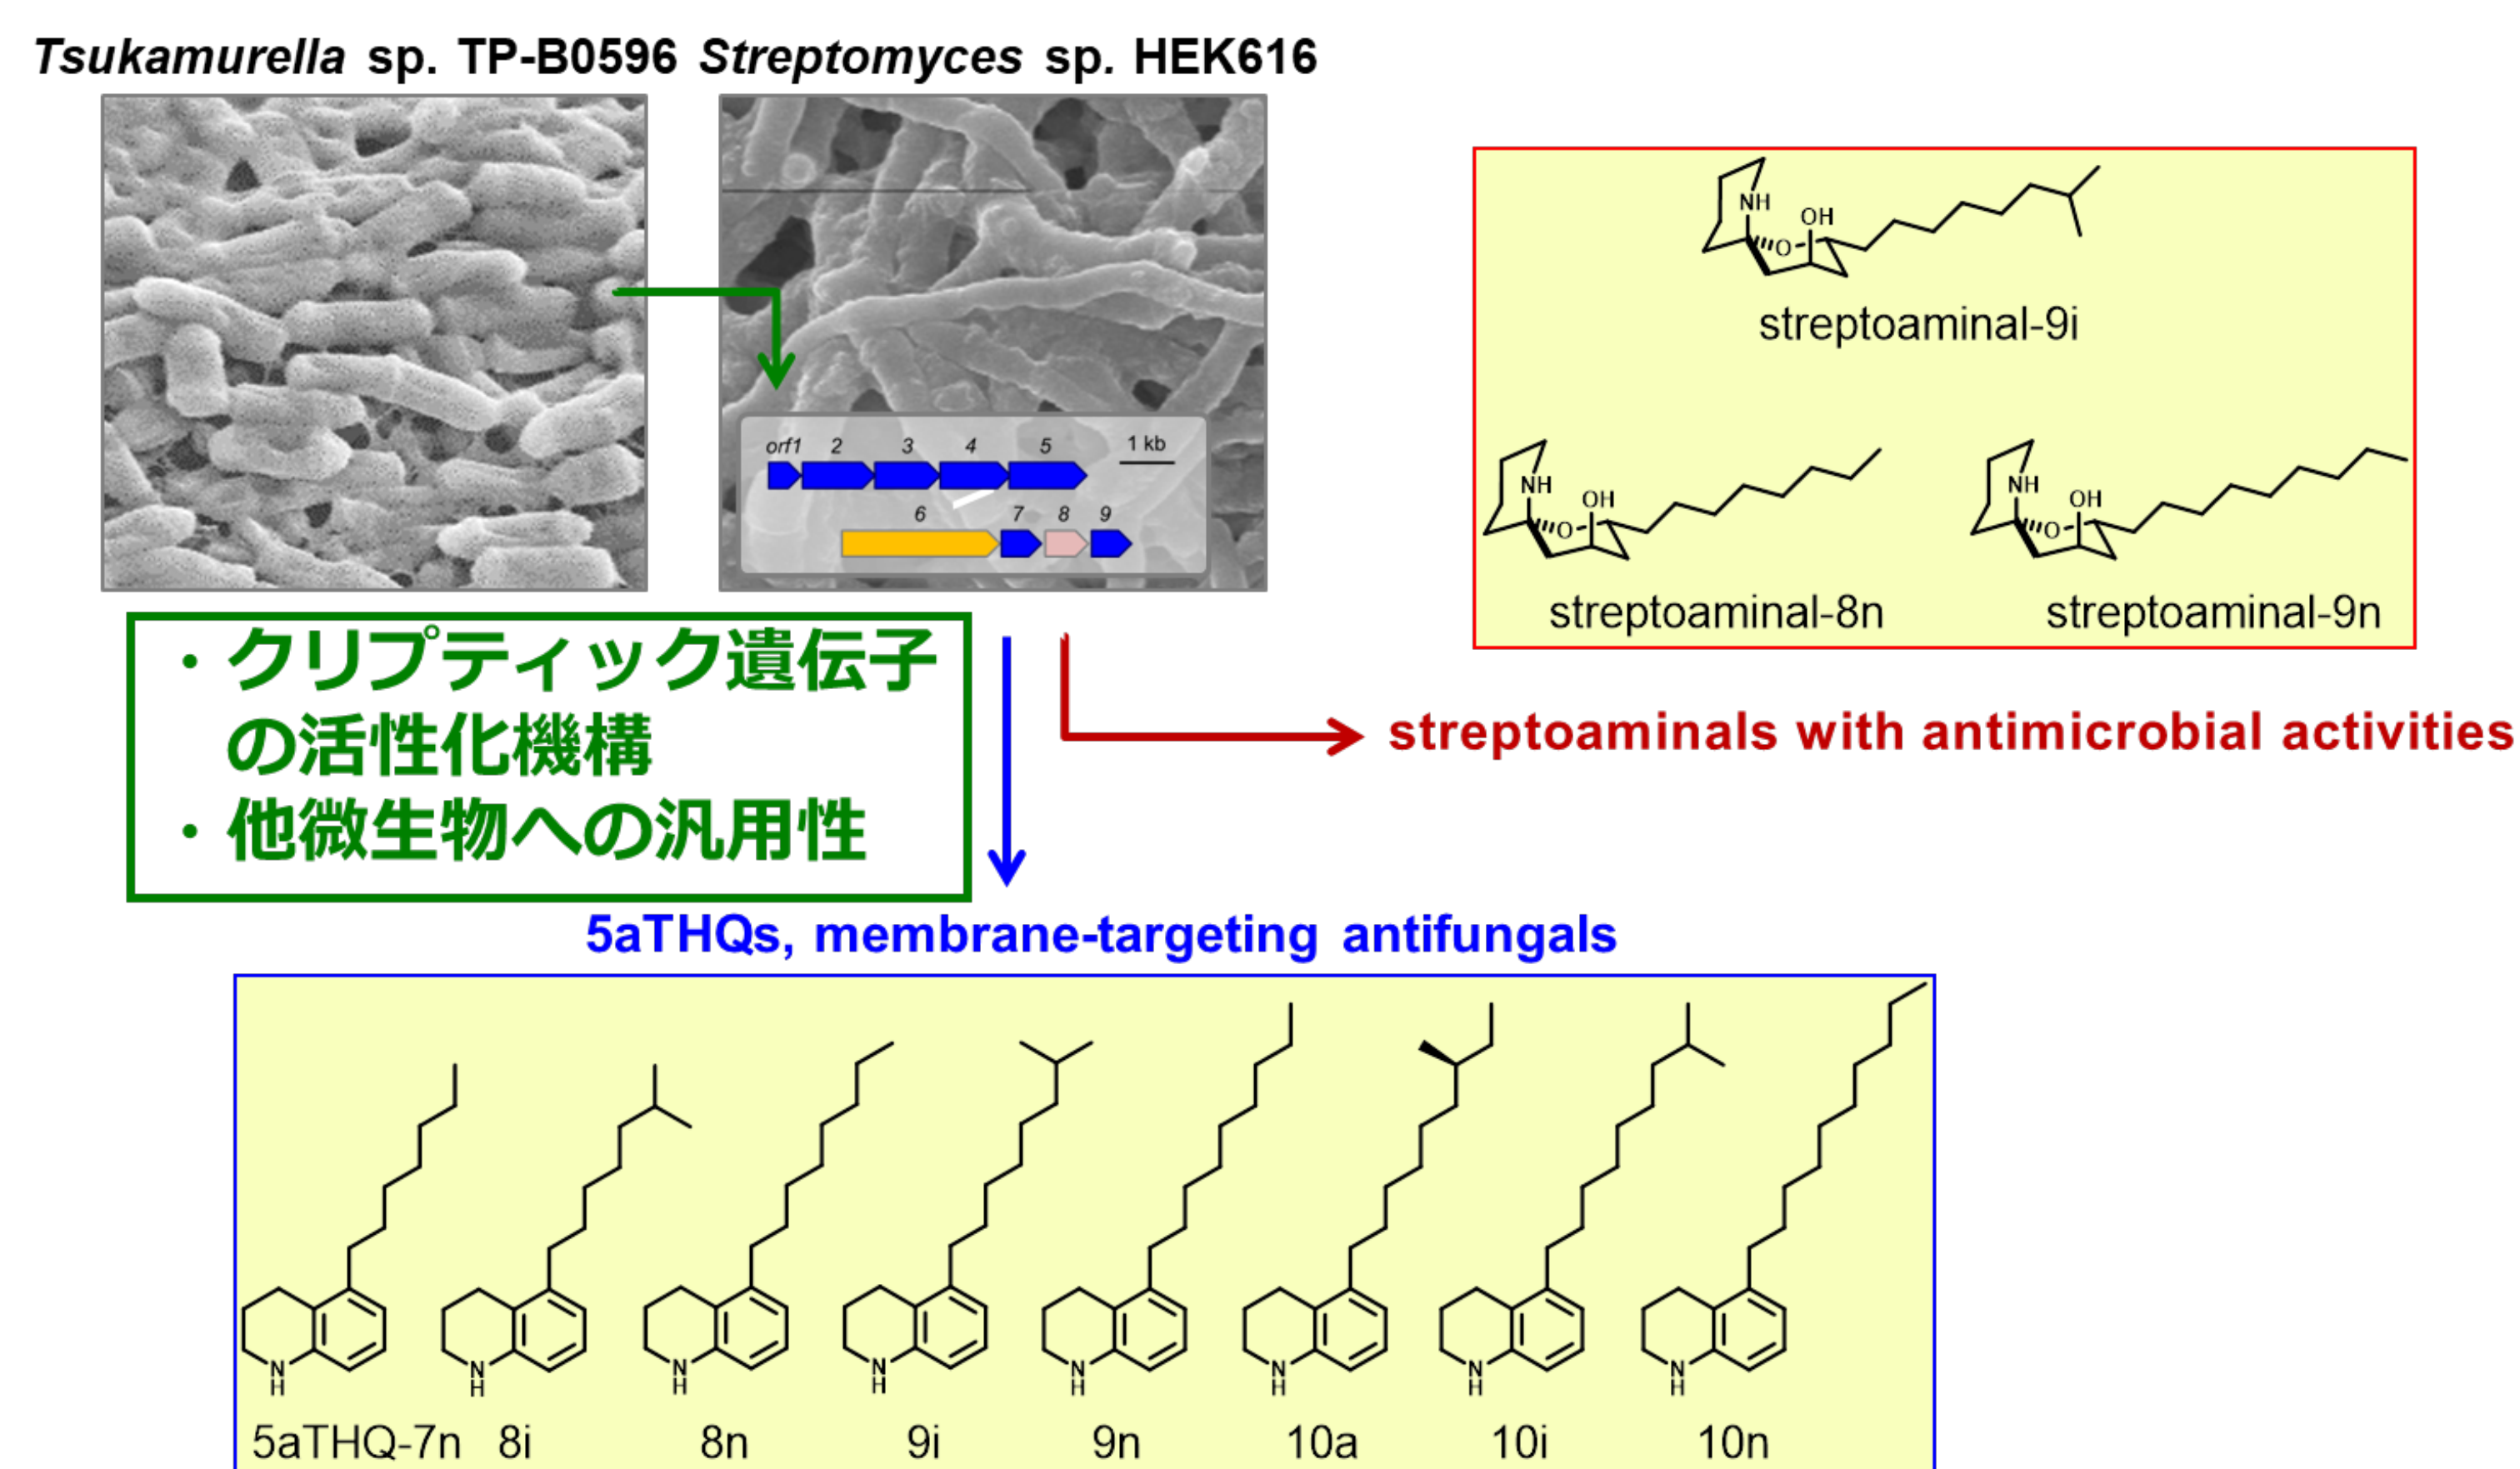 Tsukamurella sp. TP-B0596 Streptomyces sp. HEK616
orf1 2 3 4 5 1 kb
6 7 8 9
NH
OH
O
streptoaminal-9i
NH
OH
O
NH
OH
O
streptoaminal-8n streptoaminal-9n
・クリプティック遺伝子
の活性化機構
・他微生物への汎用性
streptoaminals with antimicrobial activities
5aTHQs, membrane-targeting antifungals
N
H
N
H
N
H
N
H
N
H
N
H
N
H
N
H
5aTHQ-7n 8i 8n 9i 9n 10a 10i 10n